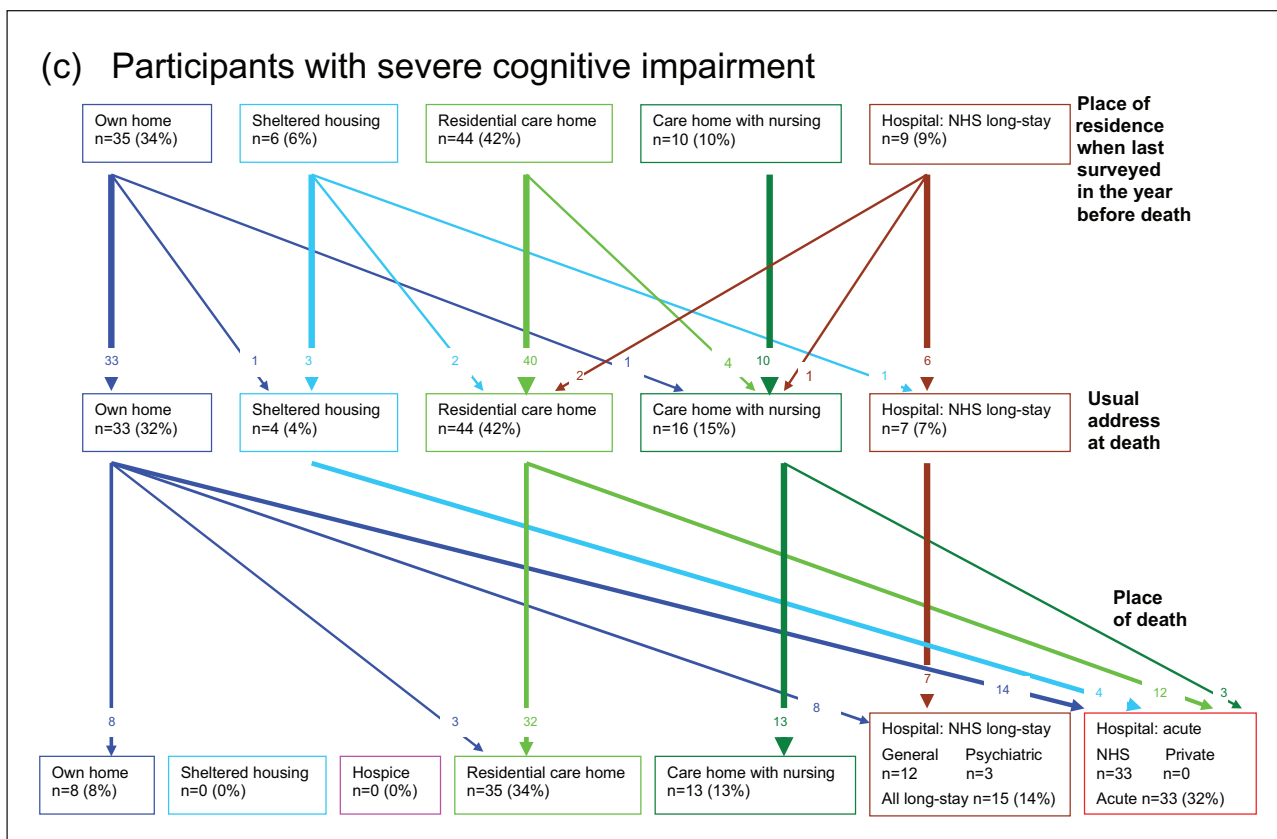 (c) Participants with severe cognitive impairment
Own home
n=35 (34%)
Sheltered housing
n=6 (6%)
Residential care home
n=44 (42%)
Care home with nursing
n=10 (10%)
Hospital: NHS long-stay
n=9 (9%)
Place of
residence
when last
surveyed
in the year
before death
33
1
3
2
40
2
1
4
10
1
1
6
Own home
n=33 (32%)
Sheltered housing
n=4 (4%)
Residential care home
n=44 (42%)
Care home with nursing
n=16 (15%)
Hospital: NHS long-stay
n=7 (7%)
Usual
address
at death
Place
of death
8
3
32
13
8
7
14
4
12
3
Own home
n=8 (8%)
Sheltered housing
n=0 (0%)
Hospice
n=0 (0%)
Residential care home
n=35 (34%)
Care home with nursing
n=13 (13%)
Hospital: NHS long-stay
General Psychiatric
n=12 n=3
All long-stay n=15 (14%)
Hospital: acute
NHS Private
n=33 n=0
Acute n=33 (32%)